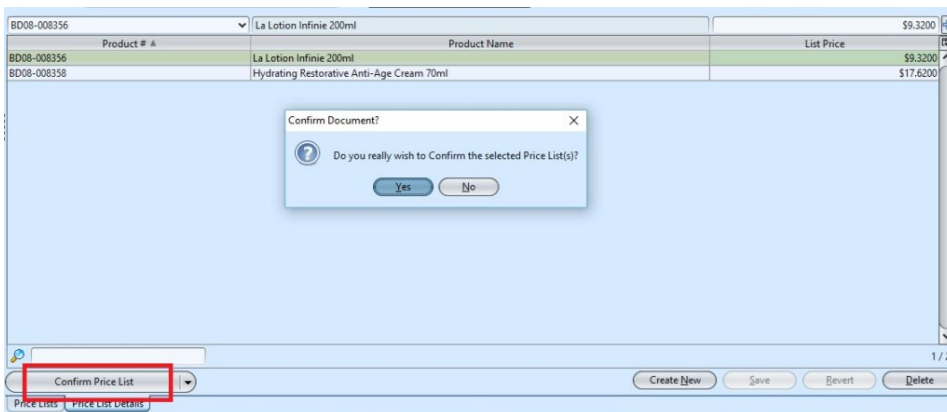 BD08-008356 La Lotion Infinie 200ml $9.3200
Product # Product Name List Price
BD08-008356 La Lotion Infinie 200ml $9.3200
BD08-008358 Hydrating Restorative Anti-Age Cream 70ml $17.6200
Confirm Document?
Do you really wish to Confirm the selected Price List(s)?
Yes No
1/2
Confirm Price List Create New Save Revert Delete
Price Lists Price List Details